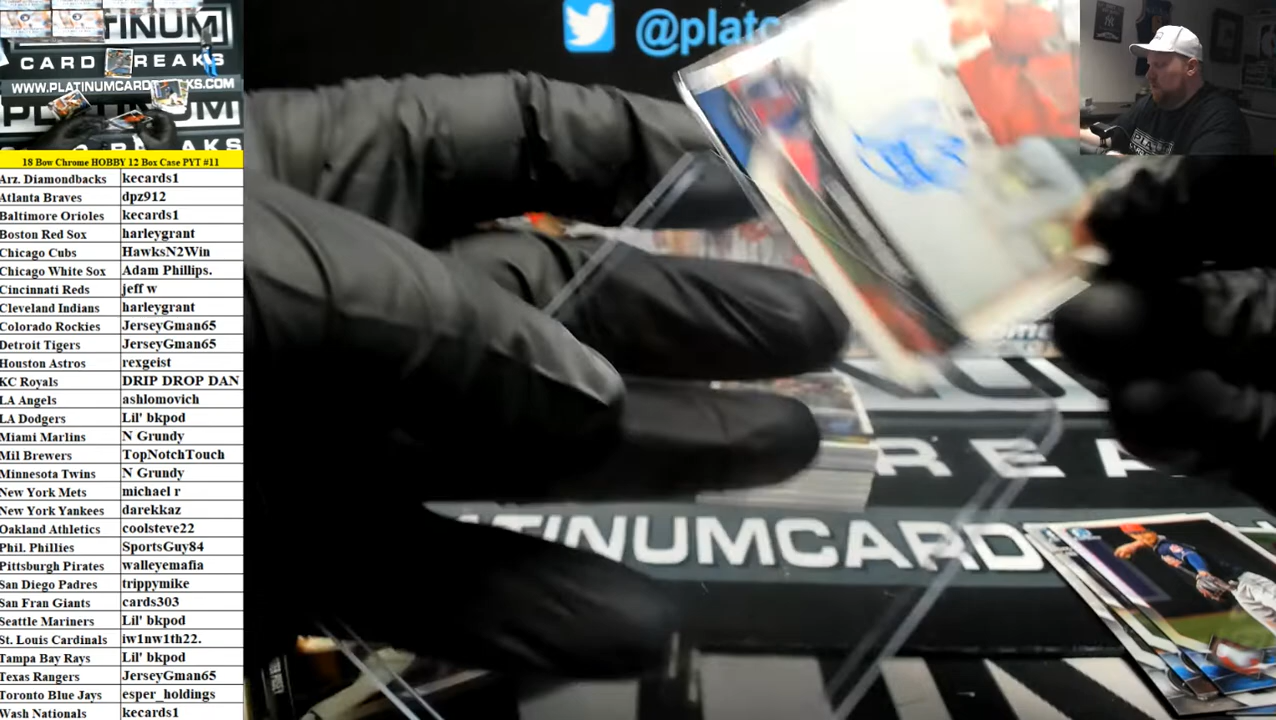 TINUM
CARD BREAKS
WWW.PLATINUMCARDBREAKS.COM
@platin
18 Bow Chrome HOBBY 12 Box Case PYT #11
Arz. Diamondbacks kecards1
Atlanta Braves dpz912
Baltimore Orioles kecards1
Boston Red Sox harleygrant
Chicago Cubs HawksN2Win
Chicago White Sox Adam Phillips.
Cincinnati Reds jeff w
Cleveland Indians harleygrant
Colorado Rockies JerseyGman65
Detroit Tigers JerseyGman65
Houston Astros rexgeist
KC Royals DRIP DROP DAN
LA Angels ashlomovich
LA Dodgers Lil' bkpod
Miami Marlins N Grundy
Mil Brewers TopNotchTouch
Minnesota Twins N Grundy
New York Mets michael r
New York Yankees darekkaz
Oakland Athletics coolsteve22
Phil. Phillies SportsGuy84
Pittsburgh Pirates walleyemafia
San Diego Padres trippymike
San Fran Giants cards303
Seattle Mariners Lil' bkpod
St. Louis Cardinals iw1nw1th22.
Tampa Bay Rays Lil' bkpod
Texas Rangers JerseyGman65
Toronto Blue Jays esper_holdings
Wash Nationals kecards1
REA
ATINUMCARD